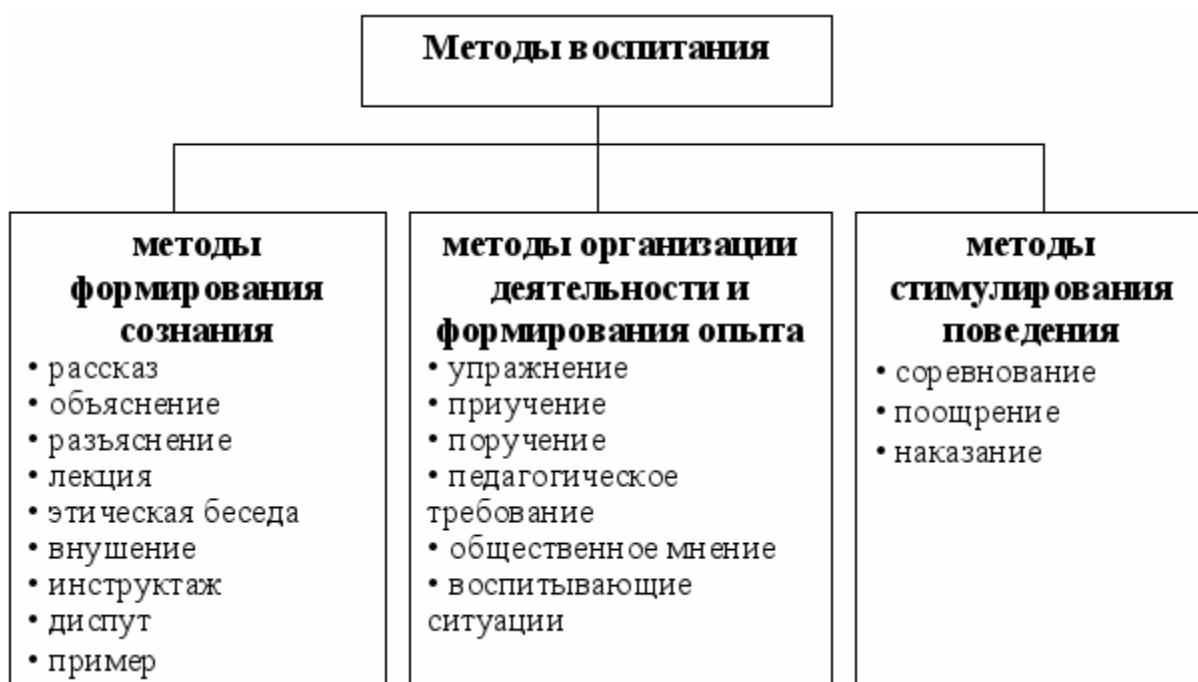 Методы воспитания
методы
формирования
сознания
• рассказ
• объяснение
• разъяснение
• лекция
• этическая беседа
• внушение
• инструктаж
• диспут
• пример
методы организации
деятельности и
формирования опыта
• упражнение
• приучение
• поручение
• педагогическое
требование
• общественное мнение
• воспитывающие
ситуации
методы
стимулирования
поведения
• соревнование
• поощрение
• наказание